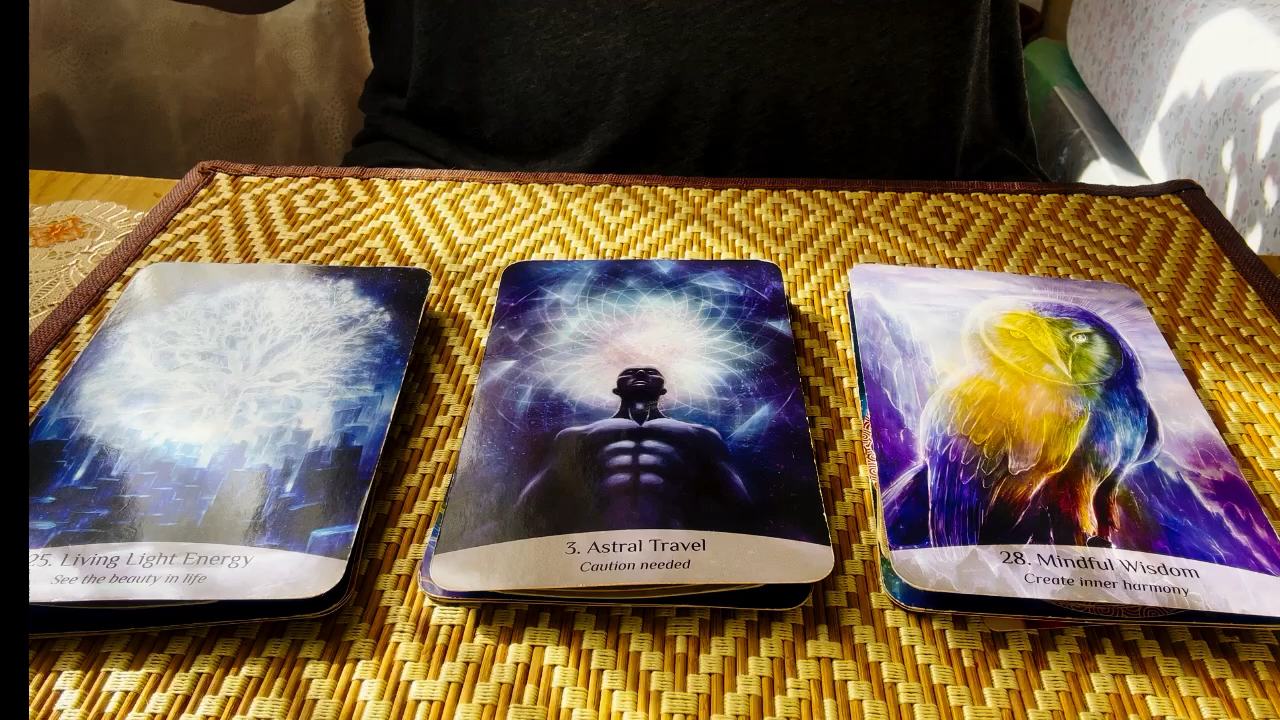 25. Living Light Energy
See the beauty in life
3. Astral Travel
Caution needed
28. Mindful Wisdom
Create inner harmony